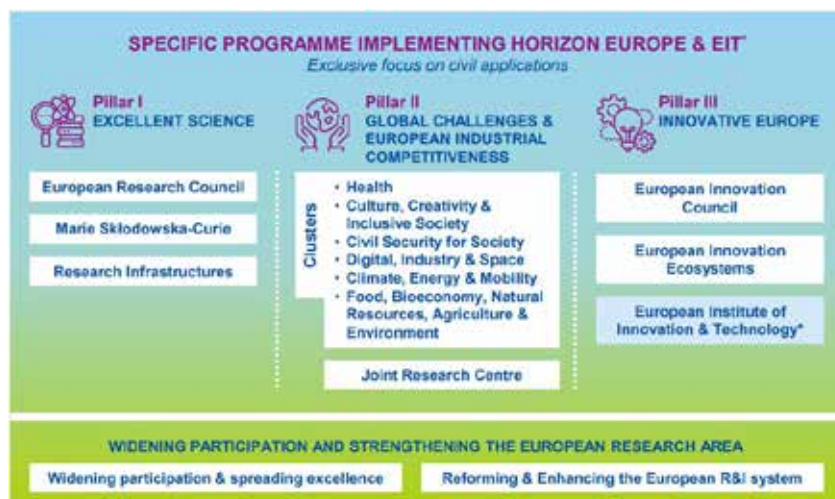 SPECIFIC PROGRAMME IMPLEMENTING HORIZON EUROPE & EIT*
Exclusive focus on civil applications
Pillar I
EXCELLENT SCIENCE
European Research Council
Marie Skłodowska-Curie
Research Infrastructures
Pillar II
GLOBAL CHALLENGES &
EUROPEAN INDUSTRIAL
COMPETITIVENESS
Clusters
• Health
• Culture, Creativity &
Inclusive Society
• Civil Security for Society
• Digital, Industry & Space
• Climate, Energy & Mobility
• Food, Bioeconomy, Natural
Resources, Agriculture &
Environment
Joint Research Centre
Pillar III
INNOVATIVE EUROPE
European Innovation
Council
European Innovation
Ecosystems
European Institute of
Innovation & Technology*
WIDENING PARTICIPATION AND STRENGTHENING THE EUROPEAN RESEARCH AREA
Widening participation & spreading excellence
Reforming & Enhancing the European R&I system